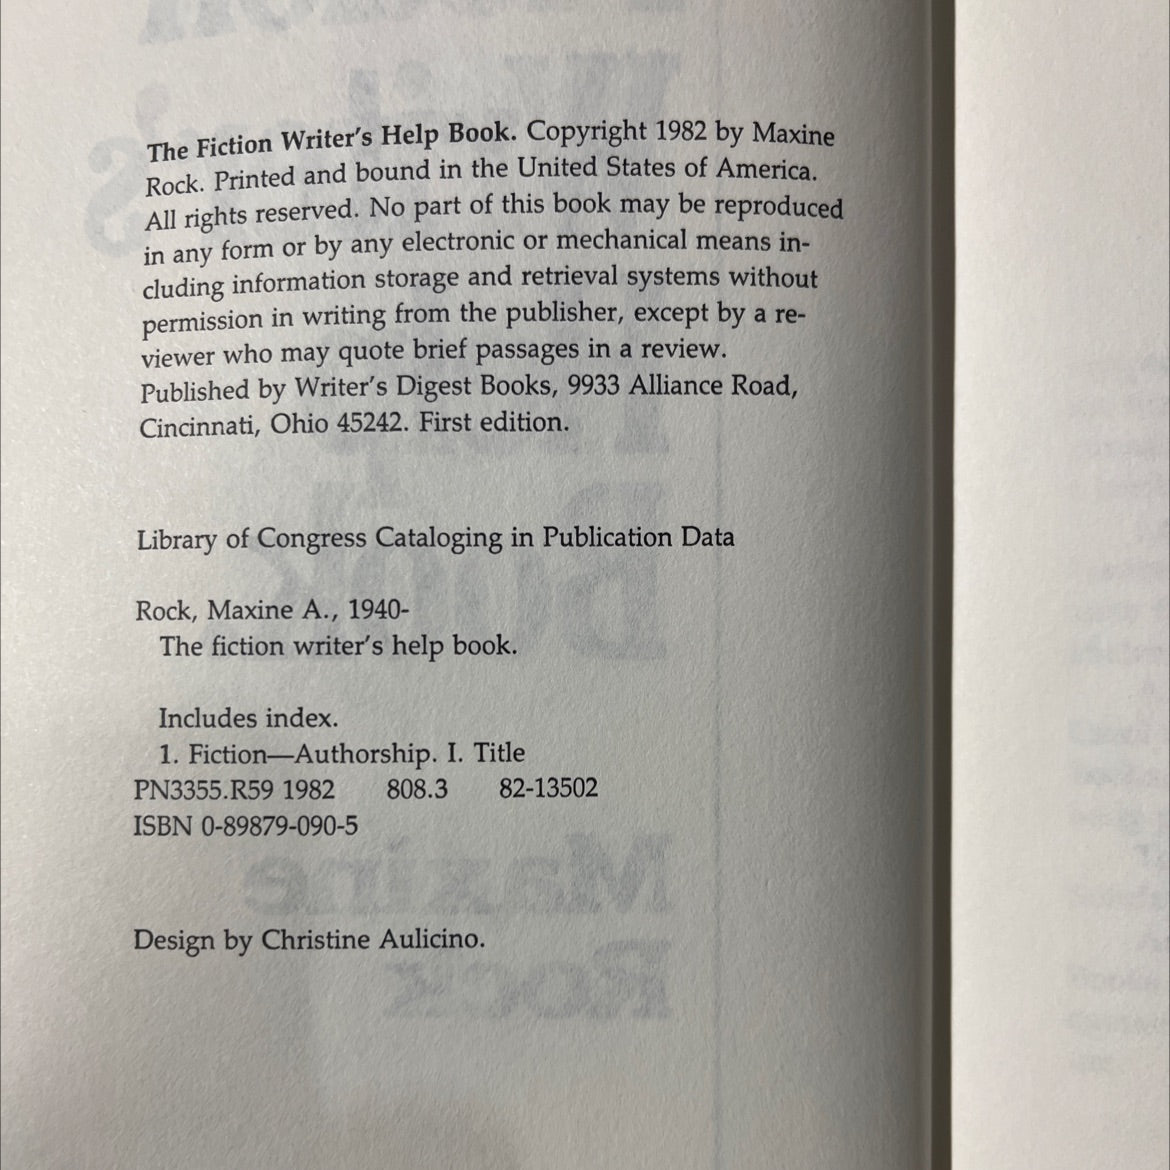 The Fiction Writer's Help Book. Copyright 1982 by Maxine
Rock. Printed and bound in the United States of America.
All rights reserved. No part of this book may be reproduced
in any form or by any electronic or mechanical means in-
cluding information storage and retrieval systems without
permission in writing from the publisher, except by a re-
viewer who may quote brief passages in a review.
Published by Writer's Digest Books, 9933 Alliance Road,
Cincinnati, Ohio 45242. First edition.
Library of Congress Cataloging in Publication Data
Rock, Maxine A., 1940-
The fiction writer's help book.
Includes index.
1. Fiction—Authorship. I. Title
PN3355.R59 1982 808.3 82-13502
ISBN 0-89879-090-5
Design by Christine Aulicino.